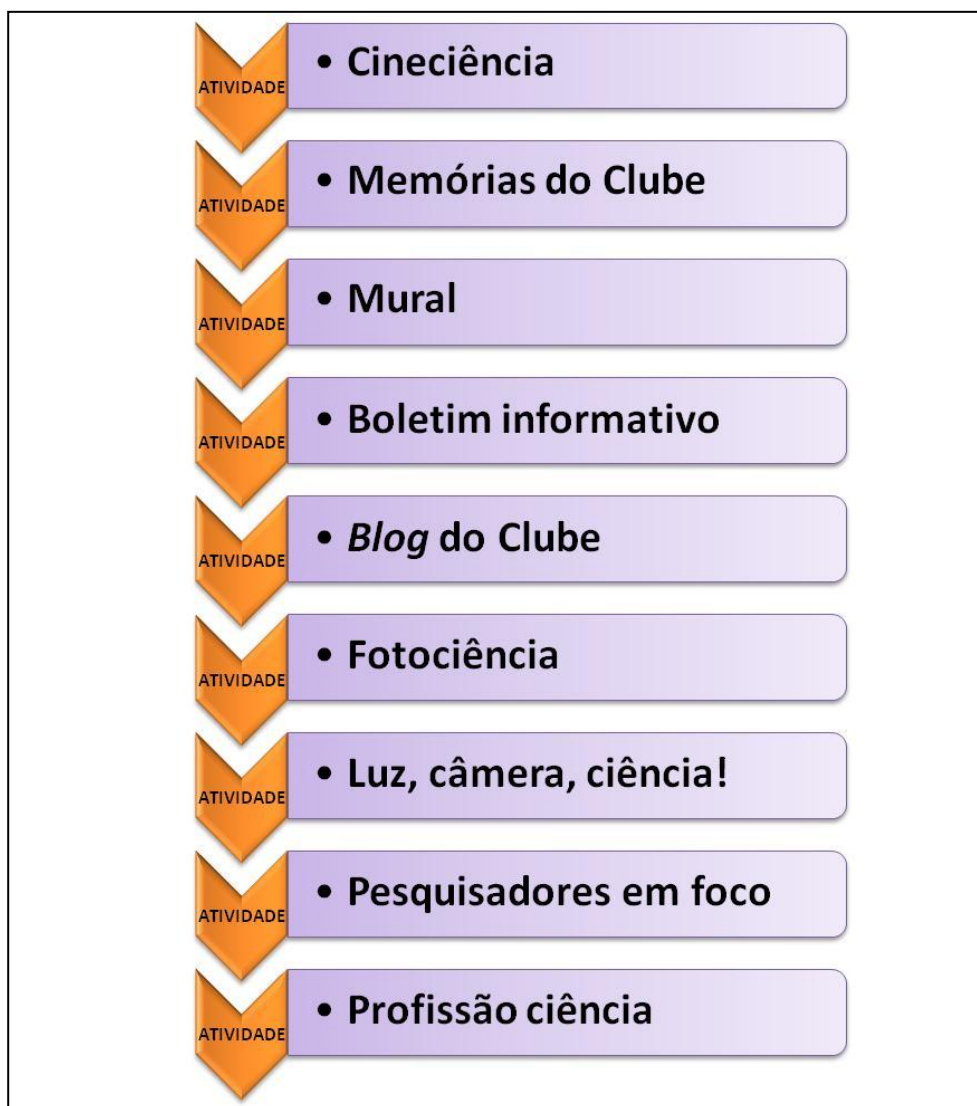 ATIVIDADE • Cineciência
ATIVIDADE • Memórias do Clube
ATIVIDADE • Mural
ATIVIDADE • Boletim informativo
ATIVIDADE • Blog do Clube
ATIVIDADE • Fotociência
ATIVIDADE • Luz, câmera, ciência!
ATIVIDADE • Pesquisadores em foco
ATIVIDADE • Profissão ciência